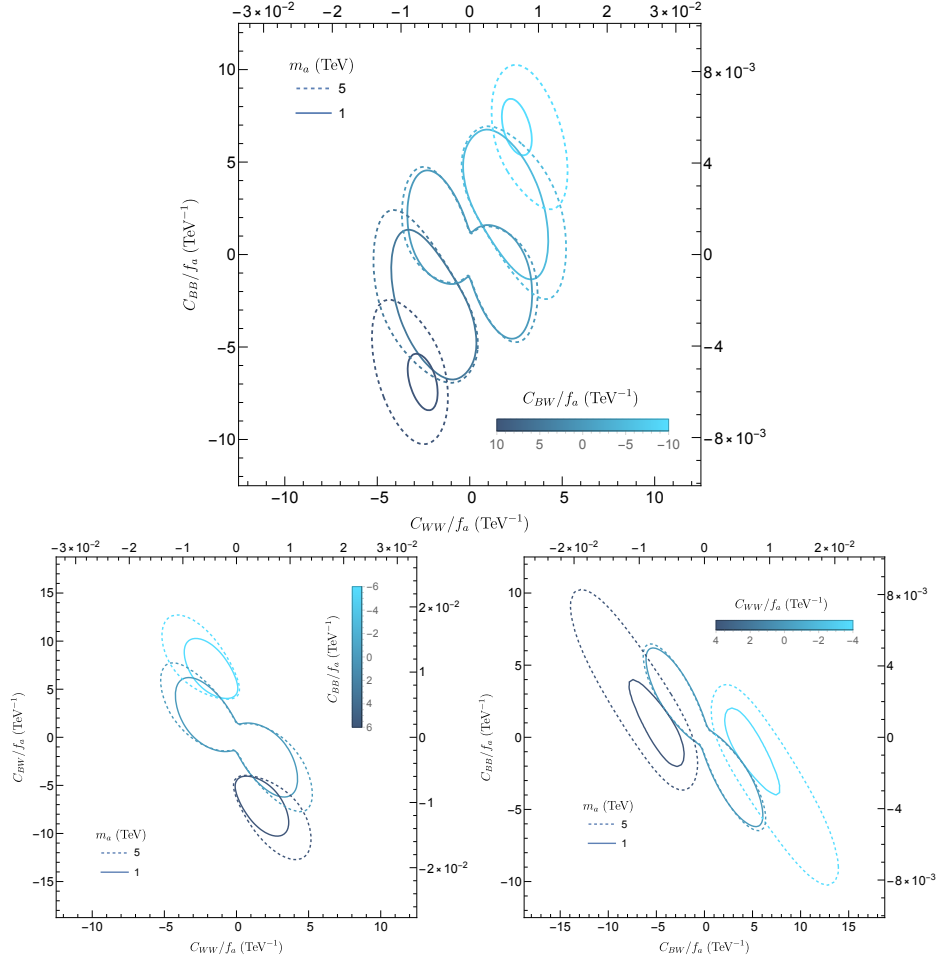 −3×10⁻² −2 −1 0 1 2 3×10⁻²
m_a (TeV)
5
1
10
5
0
−5
−10
C_BB/f_a (TeV⁻¹)
8×10⁻³
4
0
−4
−8×10⁻³
C_BW/f_a (TeV⁻¹)
10 5 0 −5 −10
−10 −5 0 5 10
C_WW/f_a (TeV⁻¹)
−3×10⁻² −2 −1 0 1 2 3×10⁻²
15
10
5
0
−5
−10
−15
C_BW/f_a (TeV⁻¹)
C_BB/f_a (TeV⁻¹)
−6
−4
−2
0
2
4
6
2×10⁻²
1
0
−1
−2×10⁻²
m_a (TeV)
5
1
−10 −5 0 5 10
C_WW/f_a (TeV⁻¹)
−2×10⁻² −1 0 1 2×10⁻²
10
5
0
−5
−10
C_BB/f_a (TeV⁻¹)
C_WW/f_a (TeV⁻¹)
4 2 0 −2 −4
8×10⁻³
4
0
−4
−8×10⁻³
m_a (TeV)
5
1
−15 −10 −5 0 5 10 15
C_BW/f_a (TeV⁻¹)